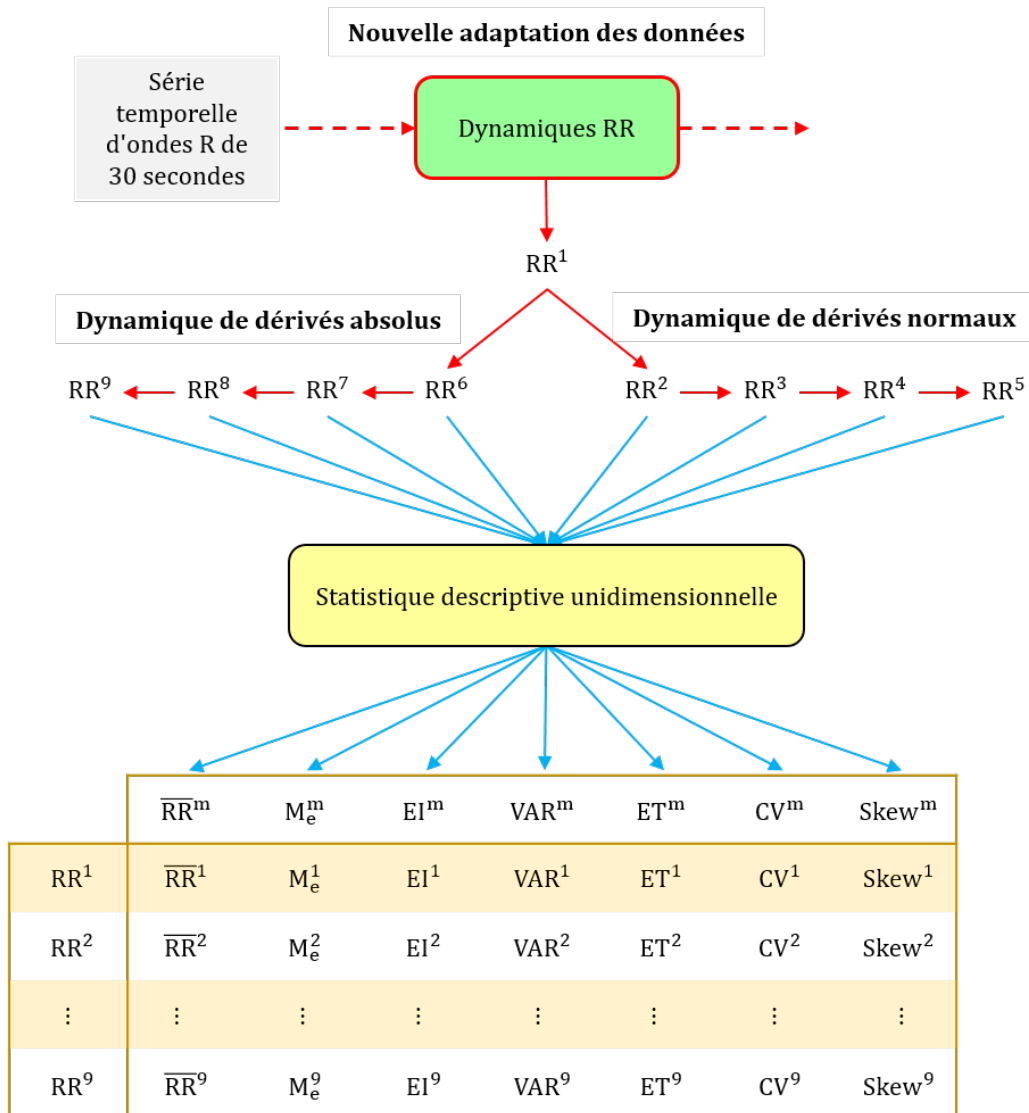 Nouvelle adaptation des données
Série
temporelle
d'ondes R de
30 secondes
Dynamiques RR
RR¹
Dynamique de dérivés absolus
Dynamique de dérivés normaux
RR⁹ RR⁸ RR⁷ RR⁶ RR² RR³ RR⁴ RR⁵
Statistique descriptive unidimensionnelle
R̅R̅ᵐ Mₑᵐ EIᵐ VARᵐ ETᵐ CVᵐ Skewᵐ
RR¹ R̅R̅¹ Mₑ¹ EI¹ VAR¹ ET¹ CV¹ Skew¹
RR² R̅R̅² Mₑ² EI² VAR² ET² CV² Skew²
⋮ ⋮ ⋮ ⋮ ⋮ ⋮ ⋮ ⋮
RR⁹ R̅R̅⁹ Mₑ⁹ EI⁹ VAR⁹ ET⁹ CV⁹ Skew⁹